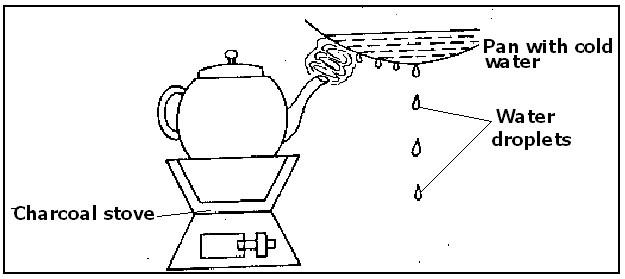 Pan with cold
water
Water
droplets
Charcoal stove